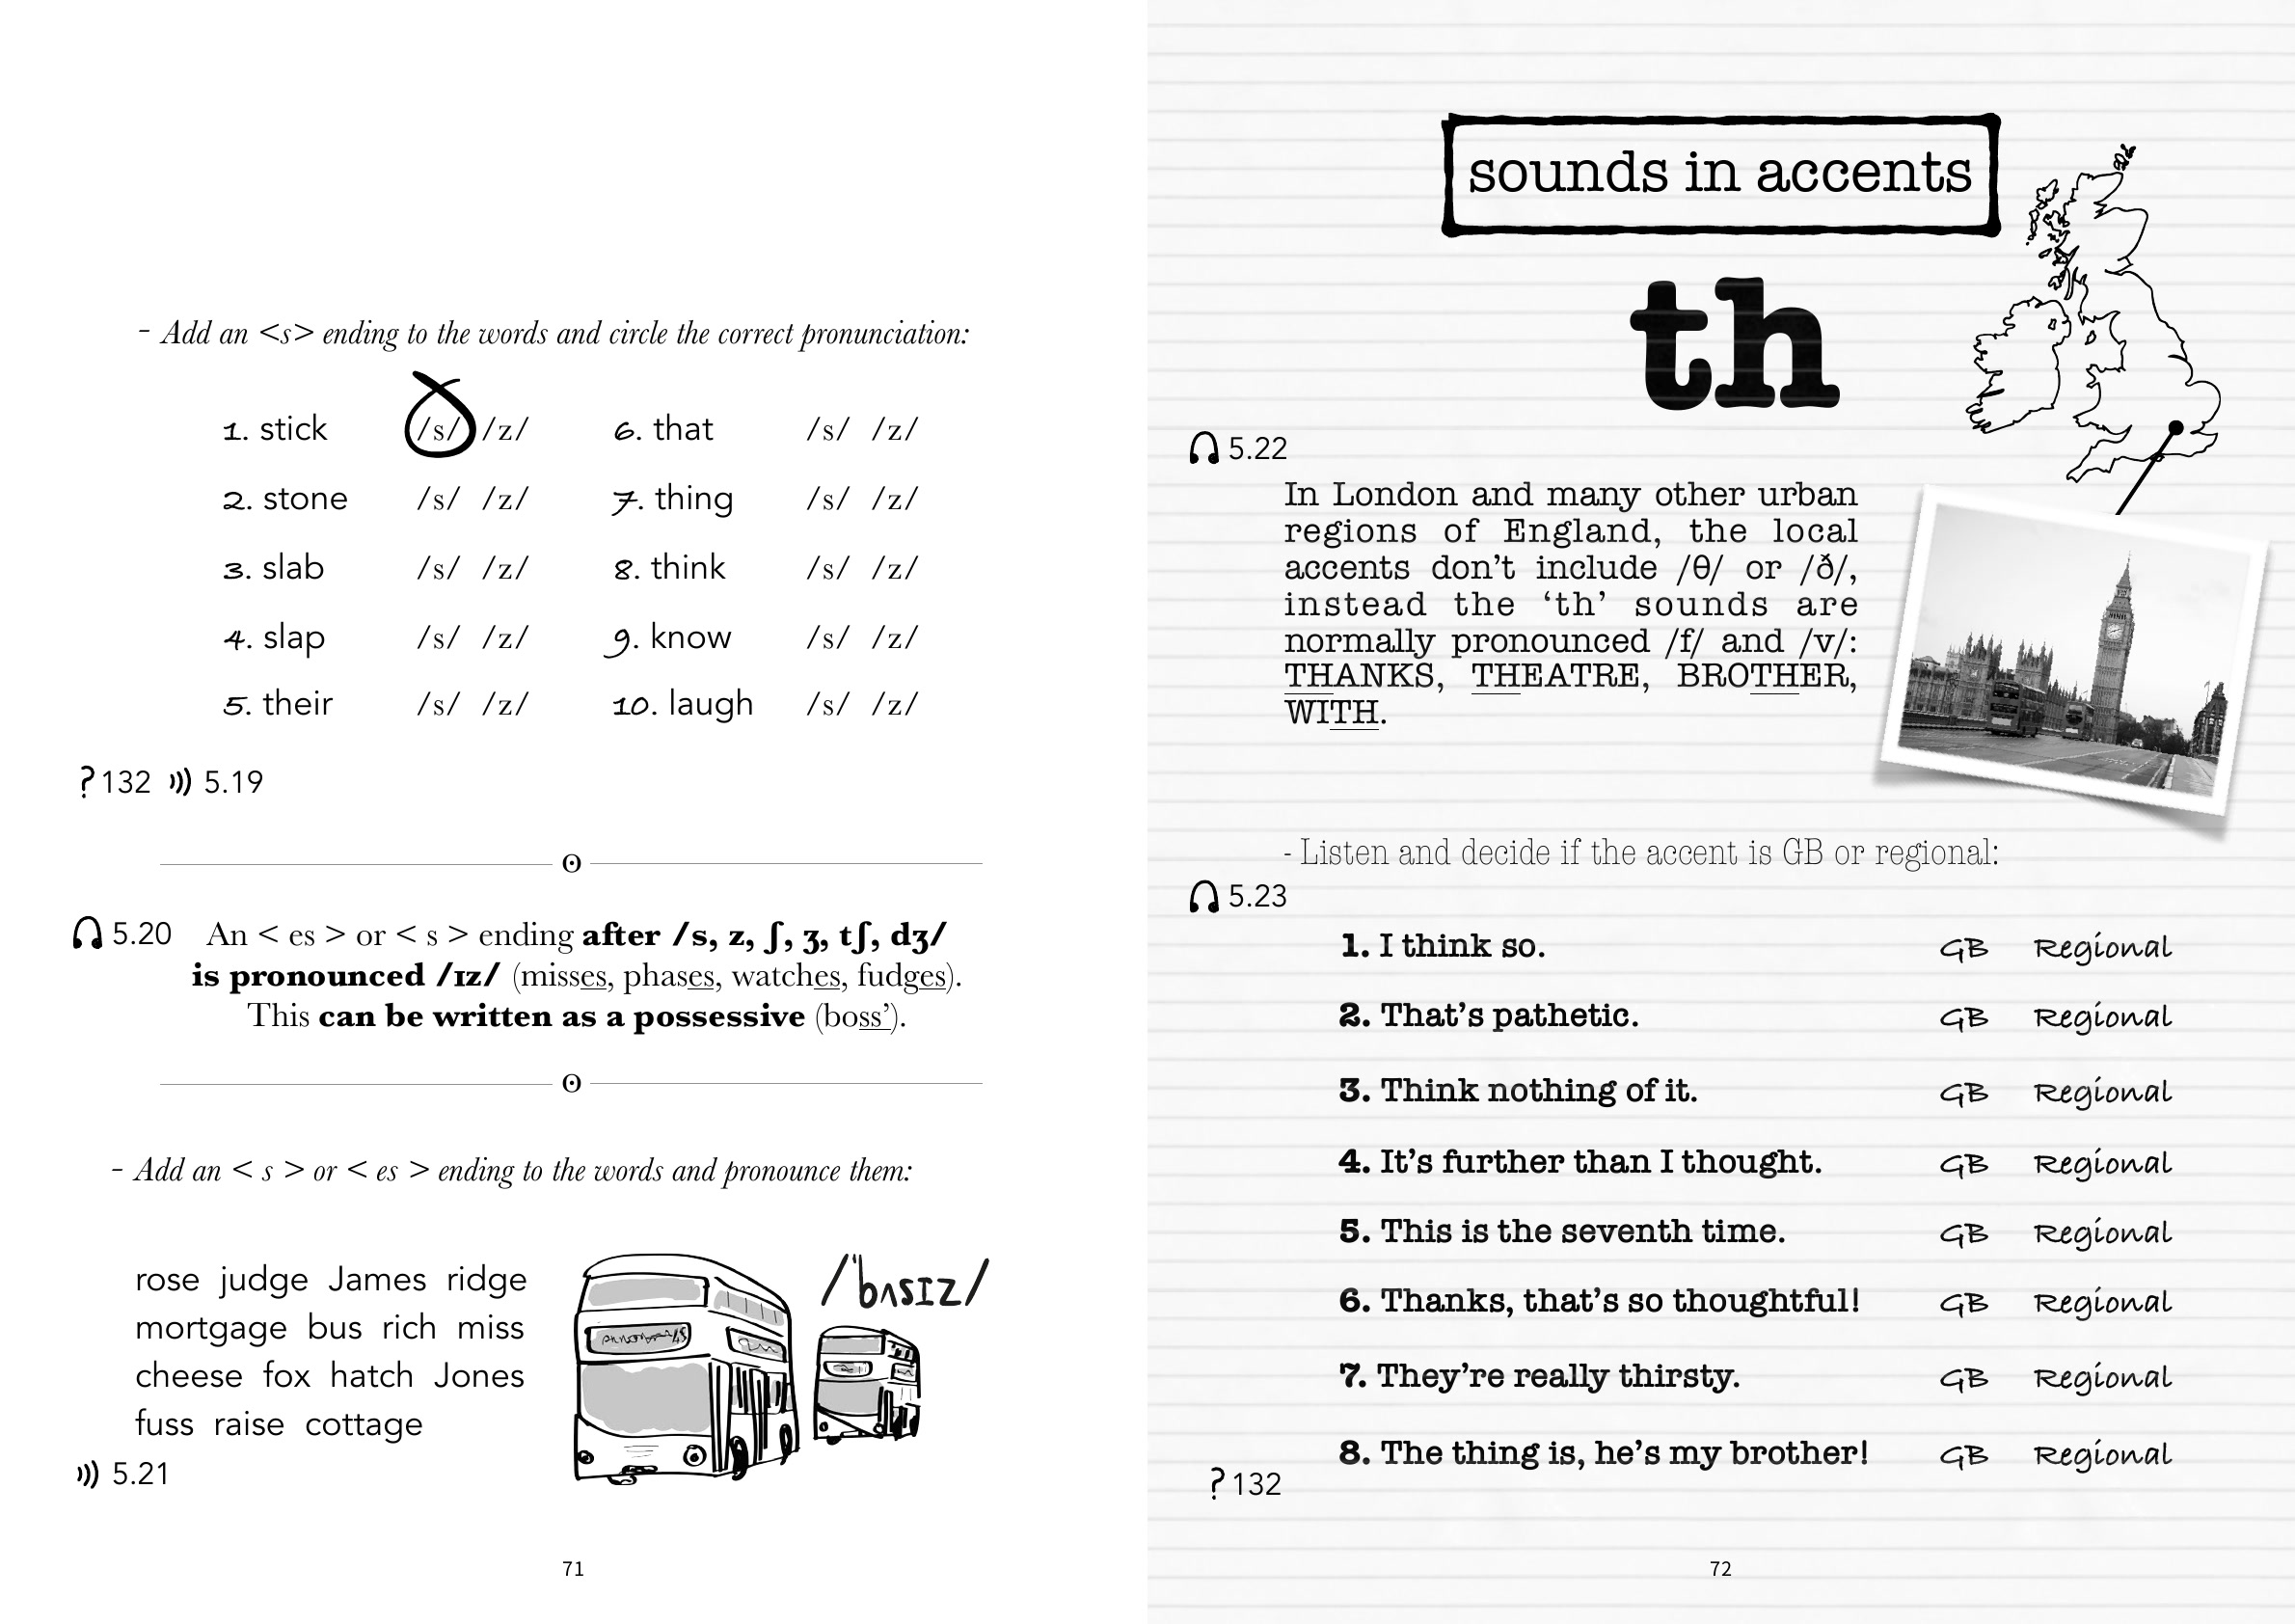 - Add an <s> ending to the words and circle the correct pronunciation:
1. stick /s/ /z/
2. stone /s/ /z/
3. slab /s/ /z/
4. slap /s/ /z/
5. their /s/ /z/
6. that /s/ /z/
7. thing /s/ /z/
8. think /s/ /z/
9. know /s/ /z/
10. laugh /s/ /z/
? 132 5.19
5.20 An < es > or < s > ending after /s, z, ʃ, ʒ, tʃ, dʒ/
is pronounced /ɪz/ (misses, phases, watches, fudges).
This can be written as a possessive (boss’).
- Add an < s > or < es > ending to the words and pronounce them:
rose judge James ridge
mortgage bus rich miss
cheese fox hatch Jones
fuss raise cottage
/ˈbʌsɪz/
5.21
71
sounds in accents
th
5.22
In London and many other urban
regions of England, the local
accents don’t include /θ/ or /ð/,
instead the ‘th’ sounds are
normally pronounced /f/ and /v/:
THANKS, THEATRE, BROTHER,
WITH.
- Listen and decide if the accent is GB or regional:
5.23
1. I think so. GB Regional
2. That’s pathetic. GB Regional
3. Think nothing of it. GB Regional
4. It’s further than I thought. GB Regional
5. This is the seventh time. GB Regional
6. Thanks, that’s so thoughtful! GB Regional
7. They’re really thirsty. GB Regional
8. The thing is, he’s my brother! GB Regional
? 132
72